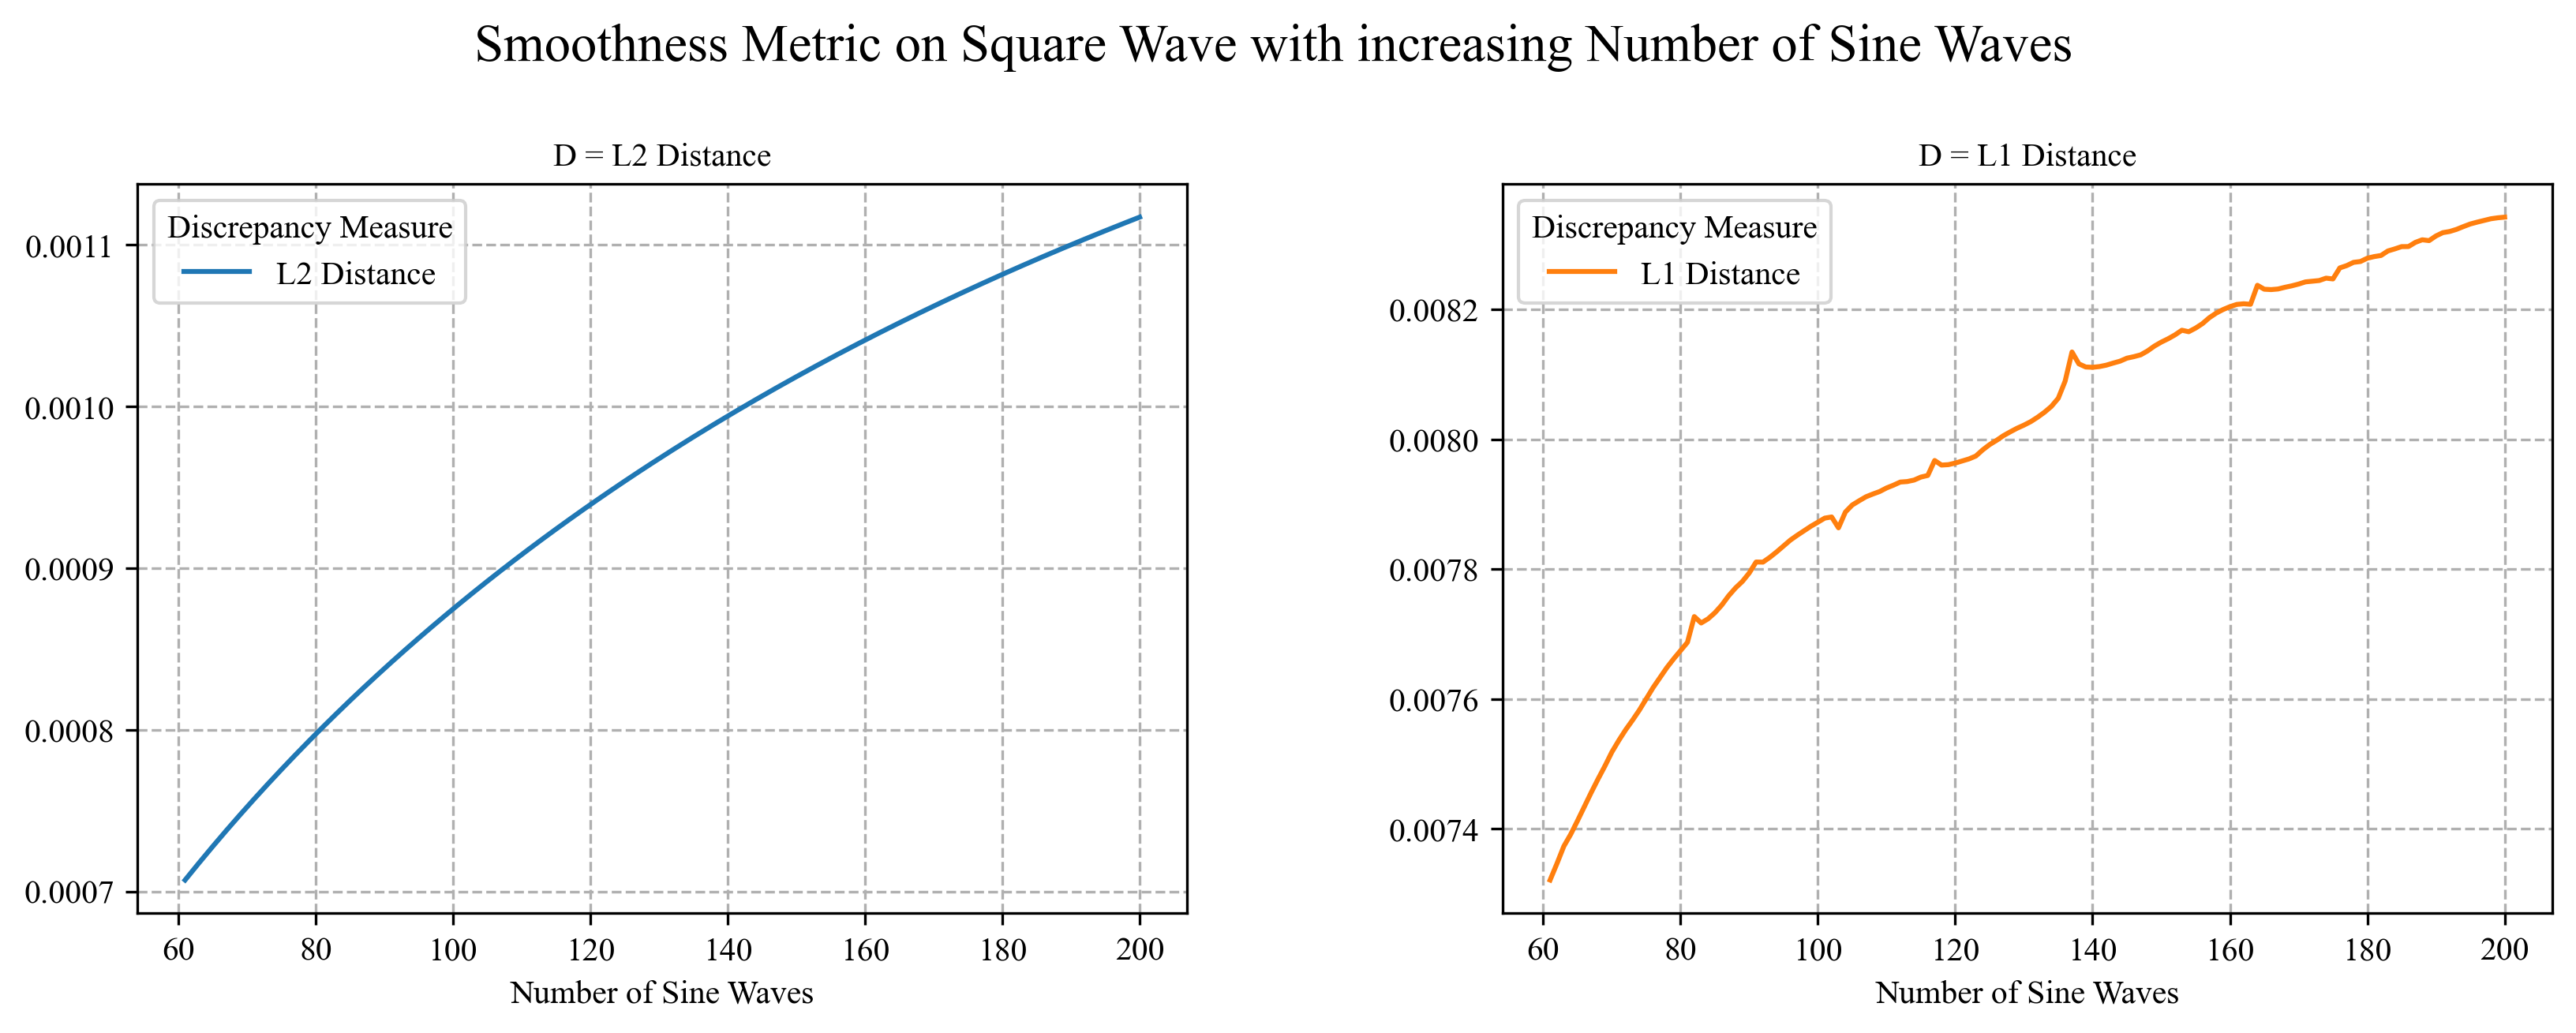 Smoothness Metric on Square Wave with increasing Number of Sine Waves
D = L2 Distance
Discrepancy Measure
L2 Distance
0.0011
0.0010
0.0009
0.0008
0.0007
60 80 100 120 140 160 180 200
Number of Sine Waves
D = L1 Distance
Discrepancy Measure
L1 Distance
0.0082
0.0080
0.0078
0.0076
0.0074
60 80 100 120 140 160 180 200
Number of Sine Waves